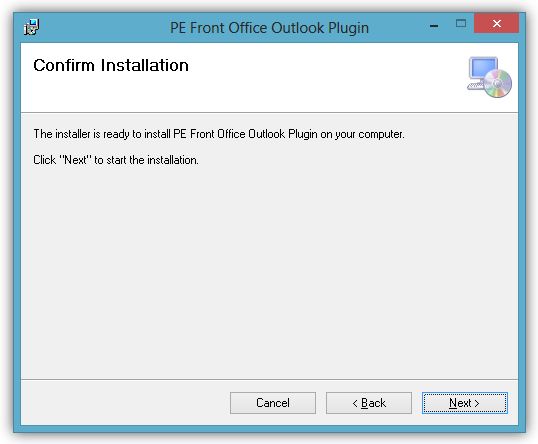 PE Front Office Outlook Plugin
Confirm Installation
The installer is ready to install PE Front Office Outlook Plugin on your computer.
Click "Next" to start the installation.
Cancel
< Back
Next >